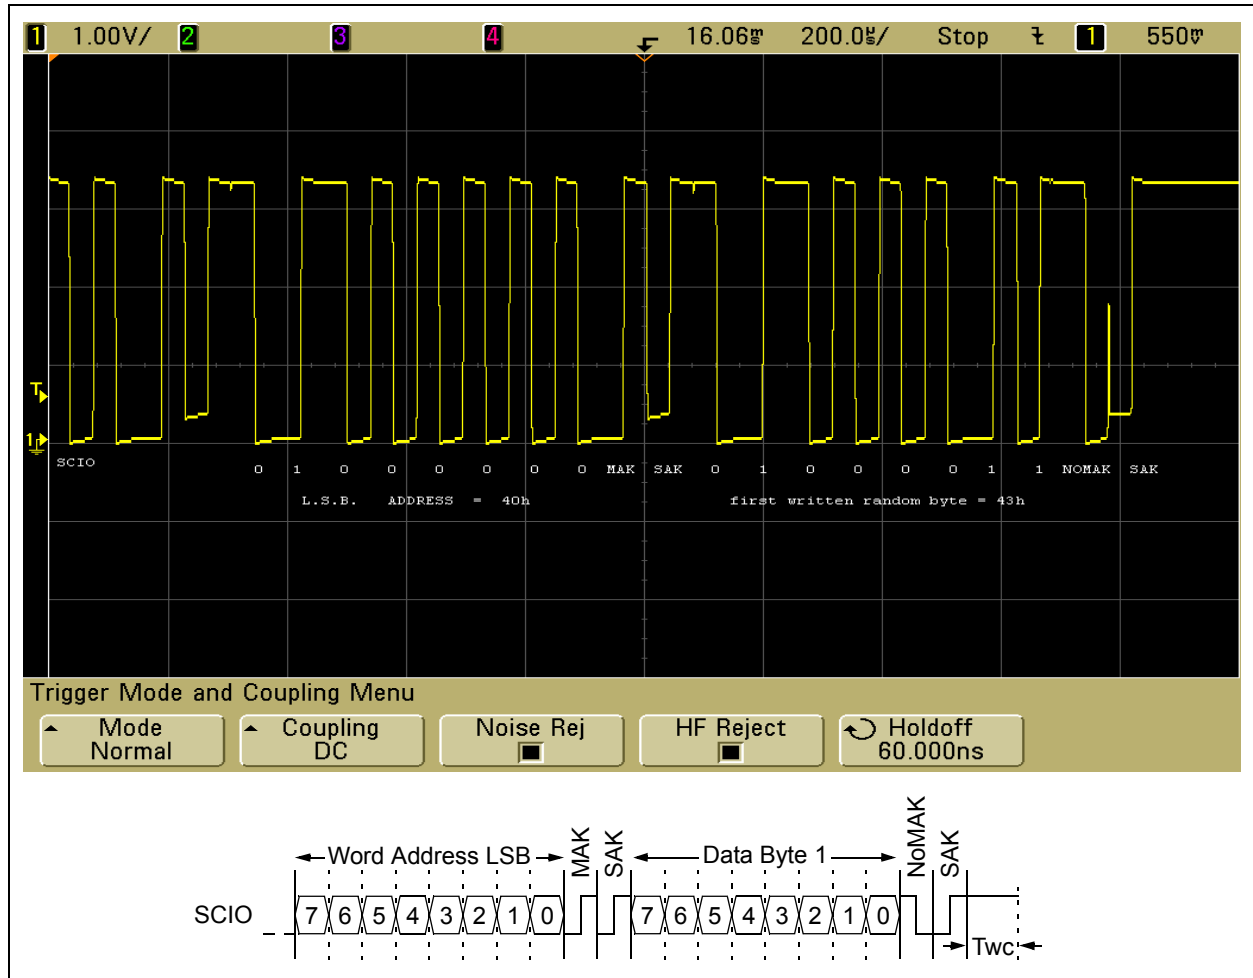 1 1.00V/ 2 3 4 16.06ms 200.0µs/ Stop 1 550mV
T
1
SCIO 0 1 0 0 0 0 0 0 MAK SAK 0 1 0 0 0 0 1 1 NOMAK SAK
L.S.B. ADDRESS = 40h first written random byte = 43h
Trigger Mode and Coupling Menu
Mode Coupling Noise Rej HF Reject Holdoff
Normal DC 60.000ns
Word Address LSB MAK SAK Data Byte 1 NoMAK SAK
SCIO 7 6 5 4 3 2 1 0 7 6 5 4 3 2 1 0
Twc